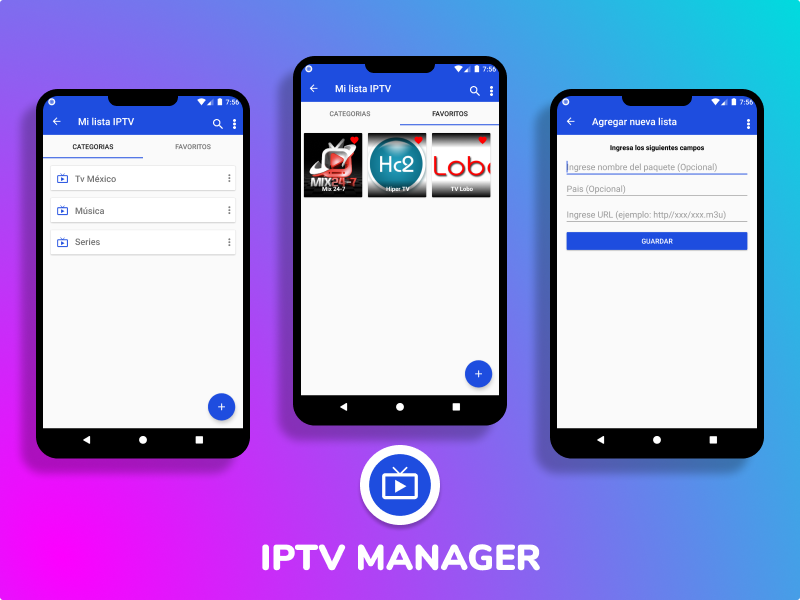 7:56
Mi lista IPTV
CATEGORIAS
FAVORITOS
Tv México
Música
Series
7:56
Mi lista IPTV
CATEGORIAS
FAVORITOS
MIX 24-7
Mix 24-7
Hc2
Hiper TV
Lobo
TV Lobo
7:56
Agregar nueva lista
Ingresa los siguientes campos
Ingrese nombre del paquete (Opcional)
Pais (Opcional)
Ingrese URL (ejemplo: http//xxx/xxx.m3u)
GUARDAR
IPTV MANAGER